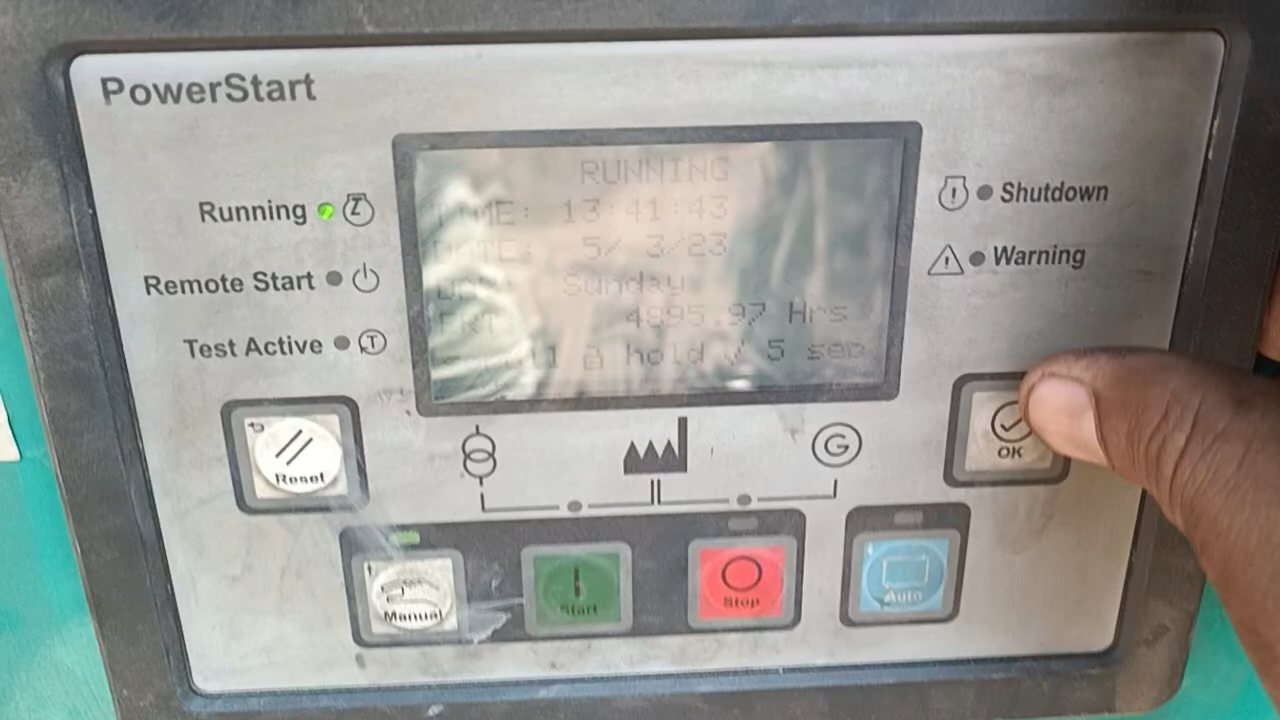 PowerStart
RUNNING
TIME: 13:41:43
DATE: 5/ 3/23
Sunday
4895.97 Hrs
hold √ 5 sec
Running
Remote Start
Test Active
Shutdown
Warning
Reset
G
OK
Manual
Start
Stop
Auto